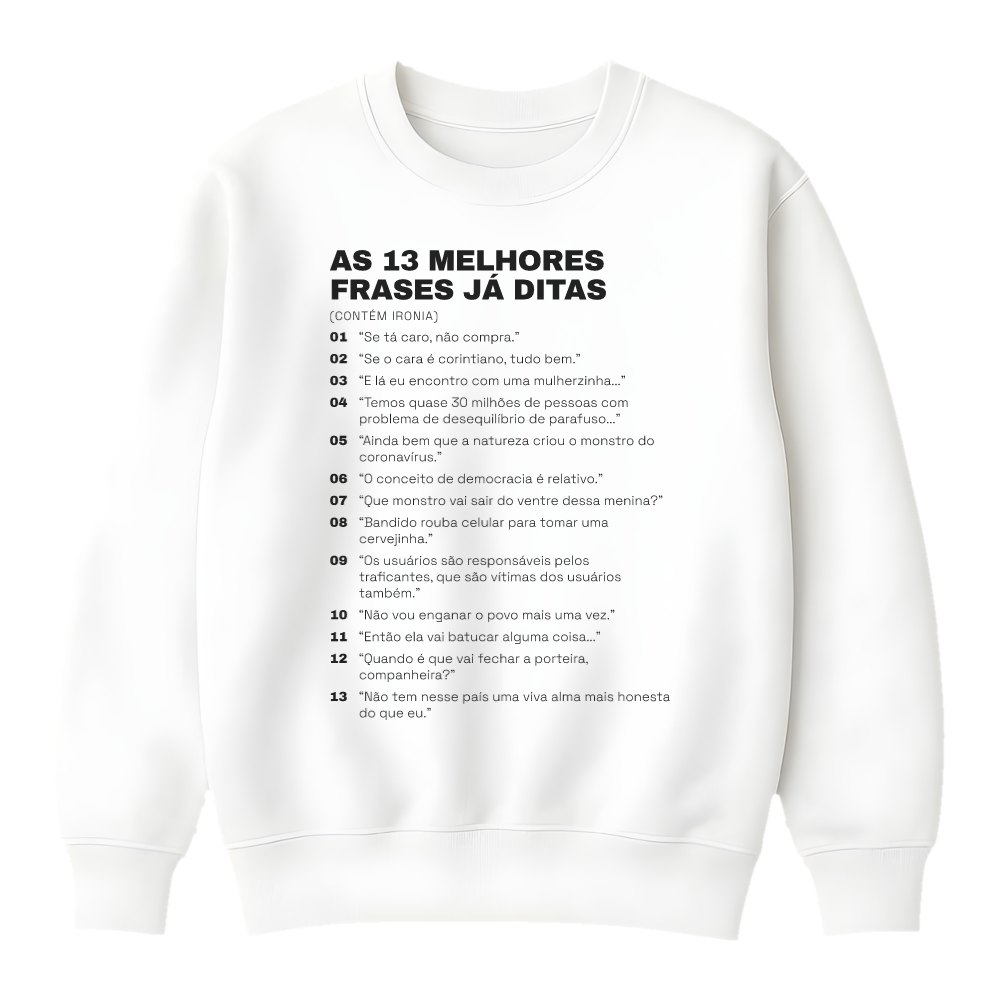 AS 13 MELHORES
FRASES JÁ DITAS
(CONTÉM IRONIA)
01 “Se tá caro, não compra.”
02 “Se o cara é corintiano, tudo bem.”
03 “E lá eu encontro com uma mulherzinha...”
04 “Temos quase 30 milhões de pessoas com
problema de desequilíbrio de parafuso...”
05 “Ainda bem que a natureza criou o monstro do
coronavírus.”
06 “O conceito de democracia é relativo.”
07 “Que monstro vai sair do ventre dessa menina?”
08 “Bandido rouba celular para tomar uma
cervejinha.”
09 “Os usuários são responsáveis pelos
traficantes, que são vítimas dos usuários
também.”
10 “Não vou enganar o povo mais uma vez.”
11 “Então ela vai batucar alguma coisa...”
12 “Quando é que vai fechar a porteira,
companheira?”
13 “Não tem nesse país uma viva alma mais honesta
do que eu.”